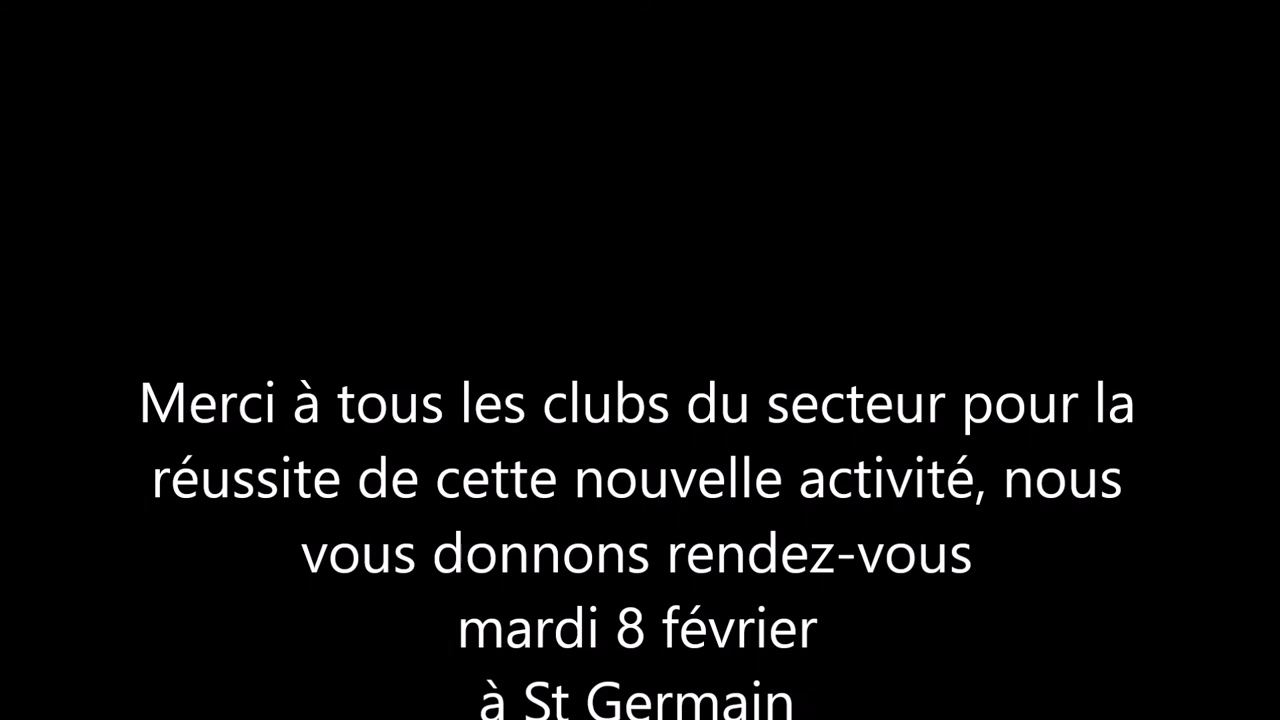 Merci à tous les clubs du secteur pour la
réussite de cette nouvelle activité, nous
vous donnons rendez-vous
mardi 8 février
à St Germain